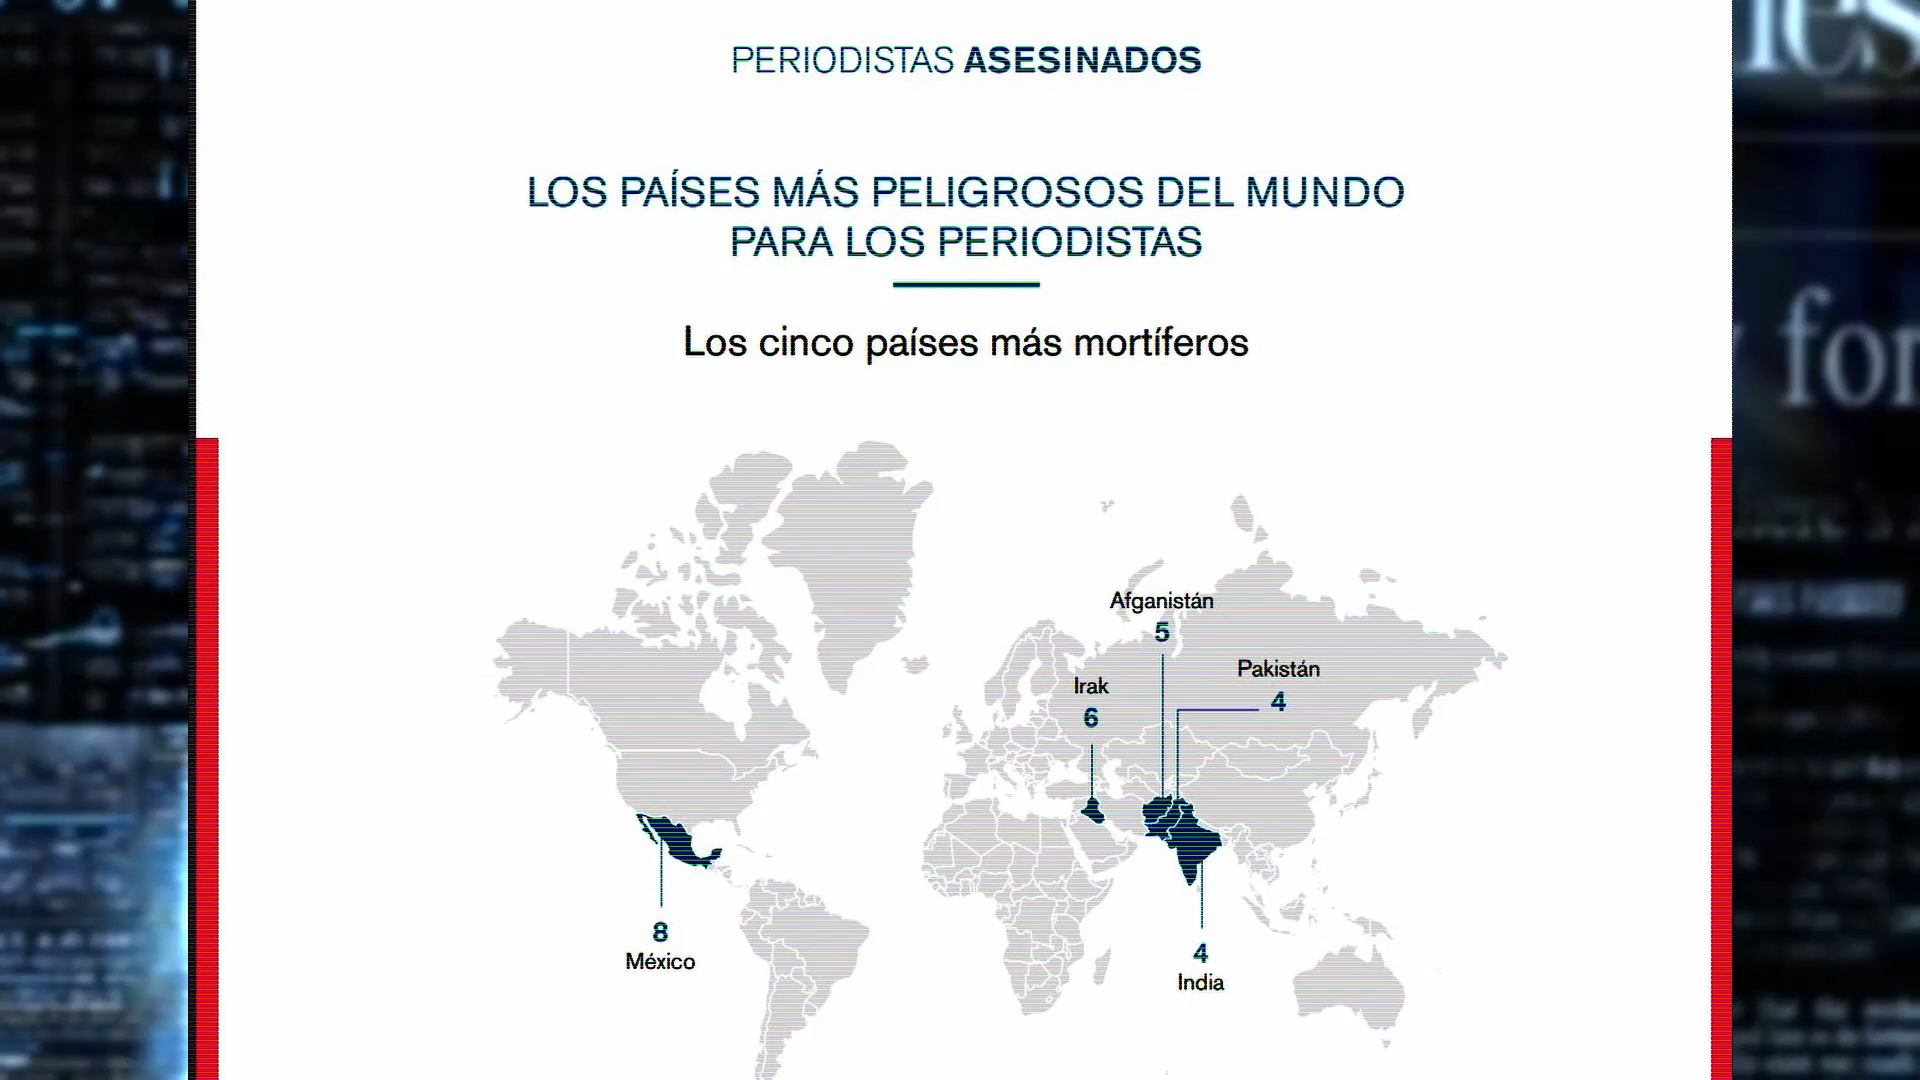 PERIODISTAS ASESINADOS
LOS PAÍSES MÁS PELIGROSOS DEL MUNDO
PARA LOS PERIODISTAS
Los cinco países más mortíferos
Afganistán
5
Pakistán
4
Irak
6
8
México
4
India
for